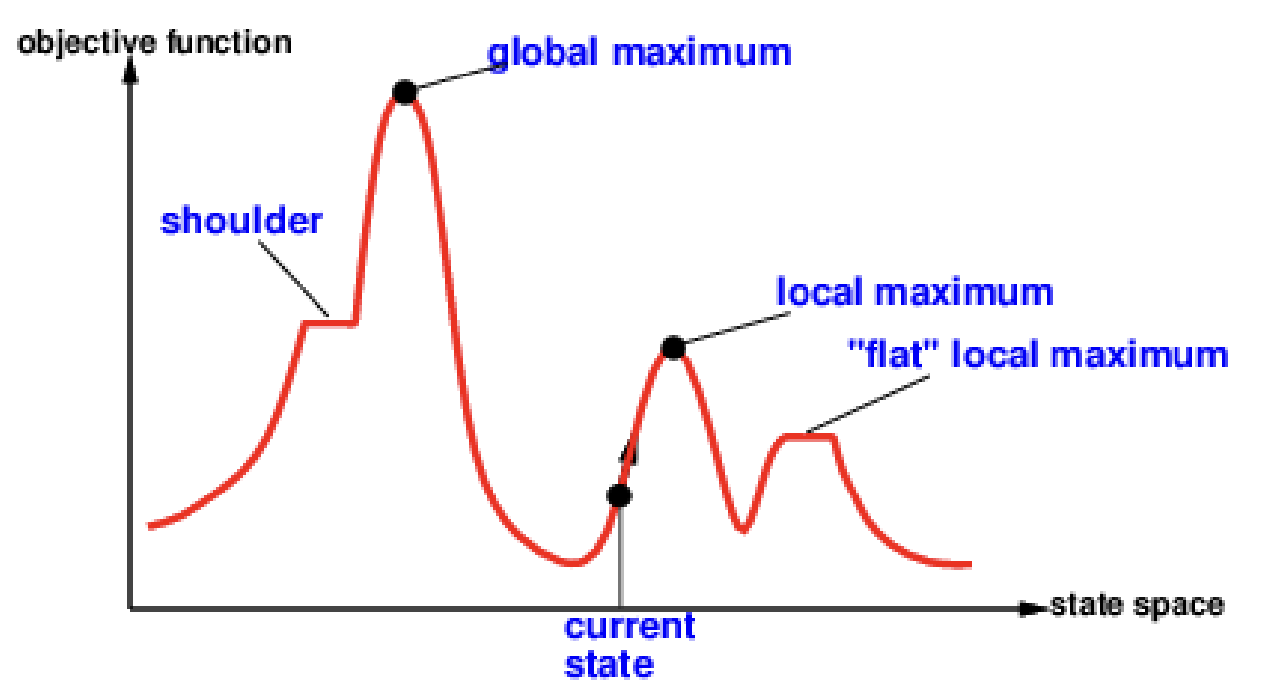 objective function
global maximum
shoulder
local maximum
"flat" local maximum
state space
current
state